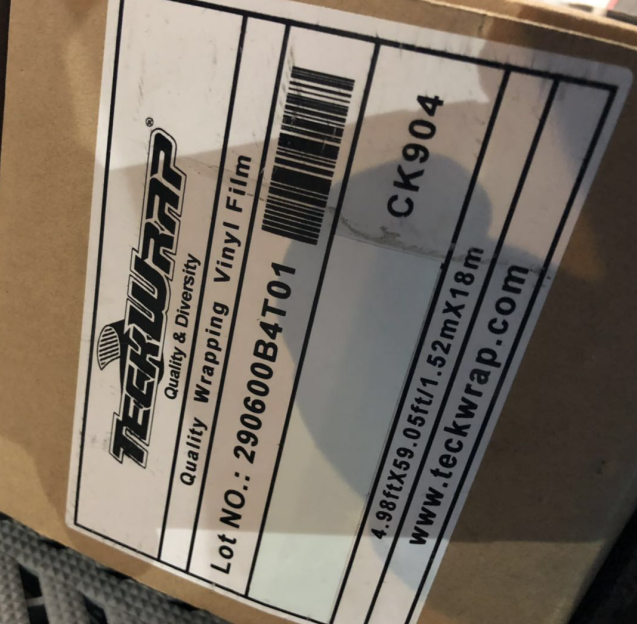 TECKWRAP®
Quality & Diversity
Quality Wrapping Vinyl Film
Lot NO.: 290600B4T01
CK904
4.98ftX59.05ft/1.52mX18m
www.teckwrap.com